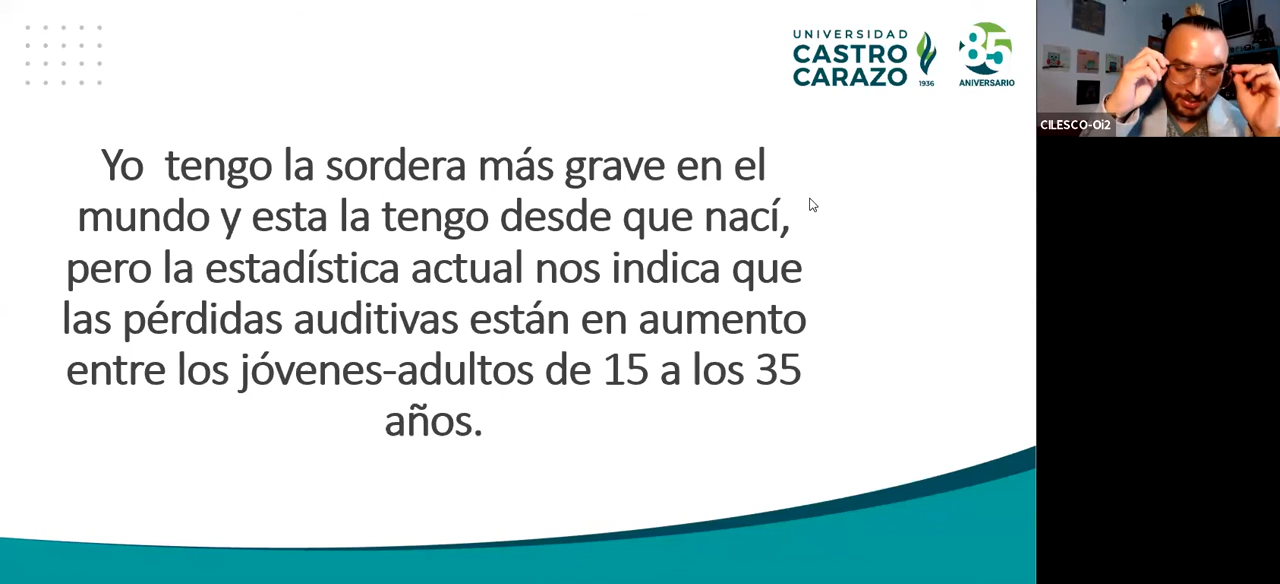 UNIVERSIDAD
CASTRO
CARAZO
1936
85
ANIVERSARIO
CILESCO-Oi2
Yo  tengo la sordera más grave en el
mundo y esta la tengo desde que nací,
pero la estadística actual nos indica que
las pérdidas auditivas están en aumento
entre los jóvenes-adultos de 15 a los 35
años.